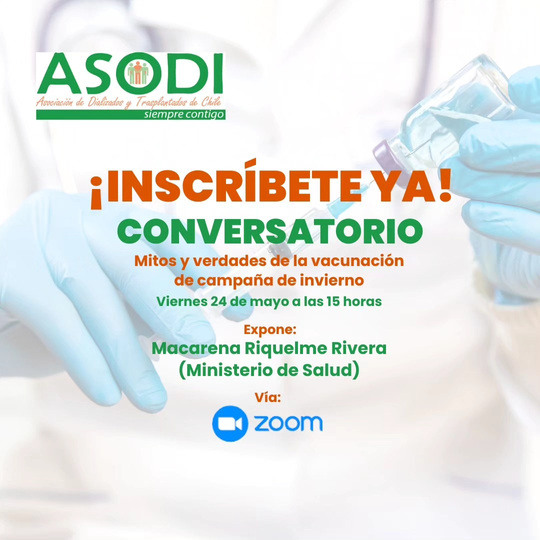 ASODI
Asociación de Dializados y Trasplantados de Chile
siempre contigo
¡INSCRÍBETE YA!
CONVERSATORIO
Mitos y verdades de la vacunación
de campaña de invierno
Viernes 24 de mayo a las 15 horas
Expone:
Macarena Riquelme Rivera
(Ministerio de Salud)
Vía:
zoom